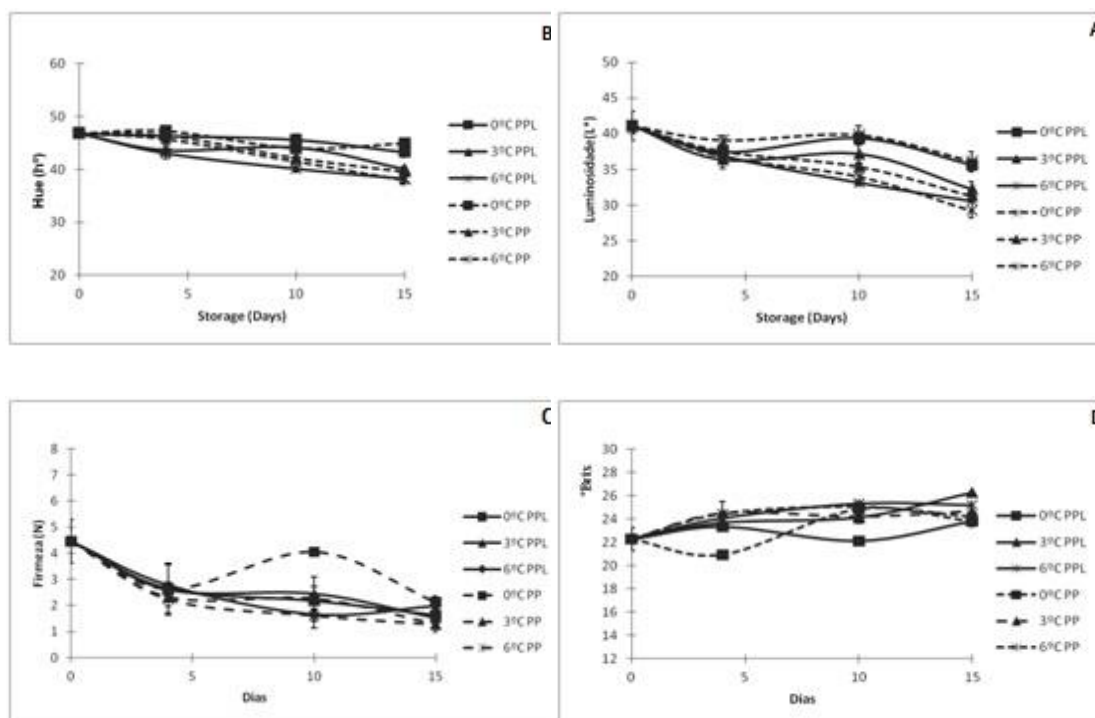 B
50
40
30
20
Hue (h°)
0
5
10
15
Storage (Days)
0ºC PPL
3ºC PPL
6ºC PPL
0ºC PP
3ºC PP
6ºC PP
A
50
45
40
35
30
25
20
Luminosidade(L*)
0
5
10
15
Storage (Days)
0ºC PPL
3ºC PPL
6ºC PPL
0ºC PP
3ºC PP
6ºC PP
C
8
7
6
5
4
3
2
1
0
Firmeza (N)
0
5
10
15
Dias
0ºC PPL
3ºC PPL
6ºC PPL
0ºC PP
3ºC PP
6ºC PP
D
30
28
26
24
22
20
18
16
14
12
°Brix
0
5
10
15
Dias
0ºC PPL
3ºC PPL
6ºC PPL
0ºC PP
3ºC PP
6ºC PP